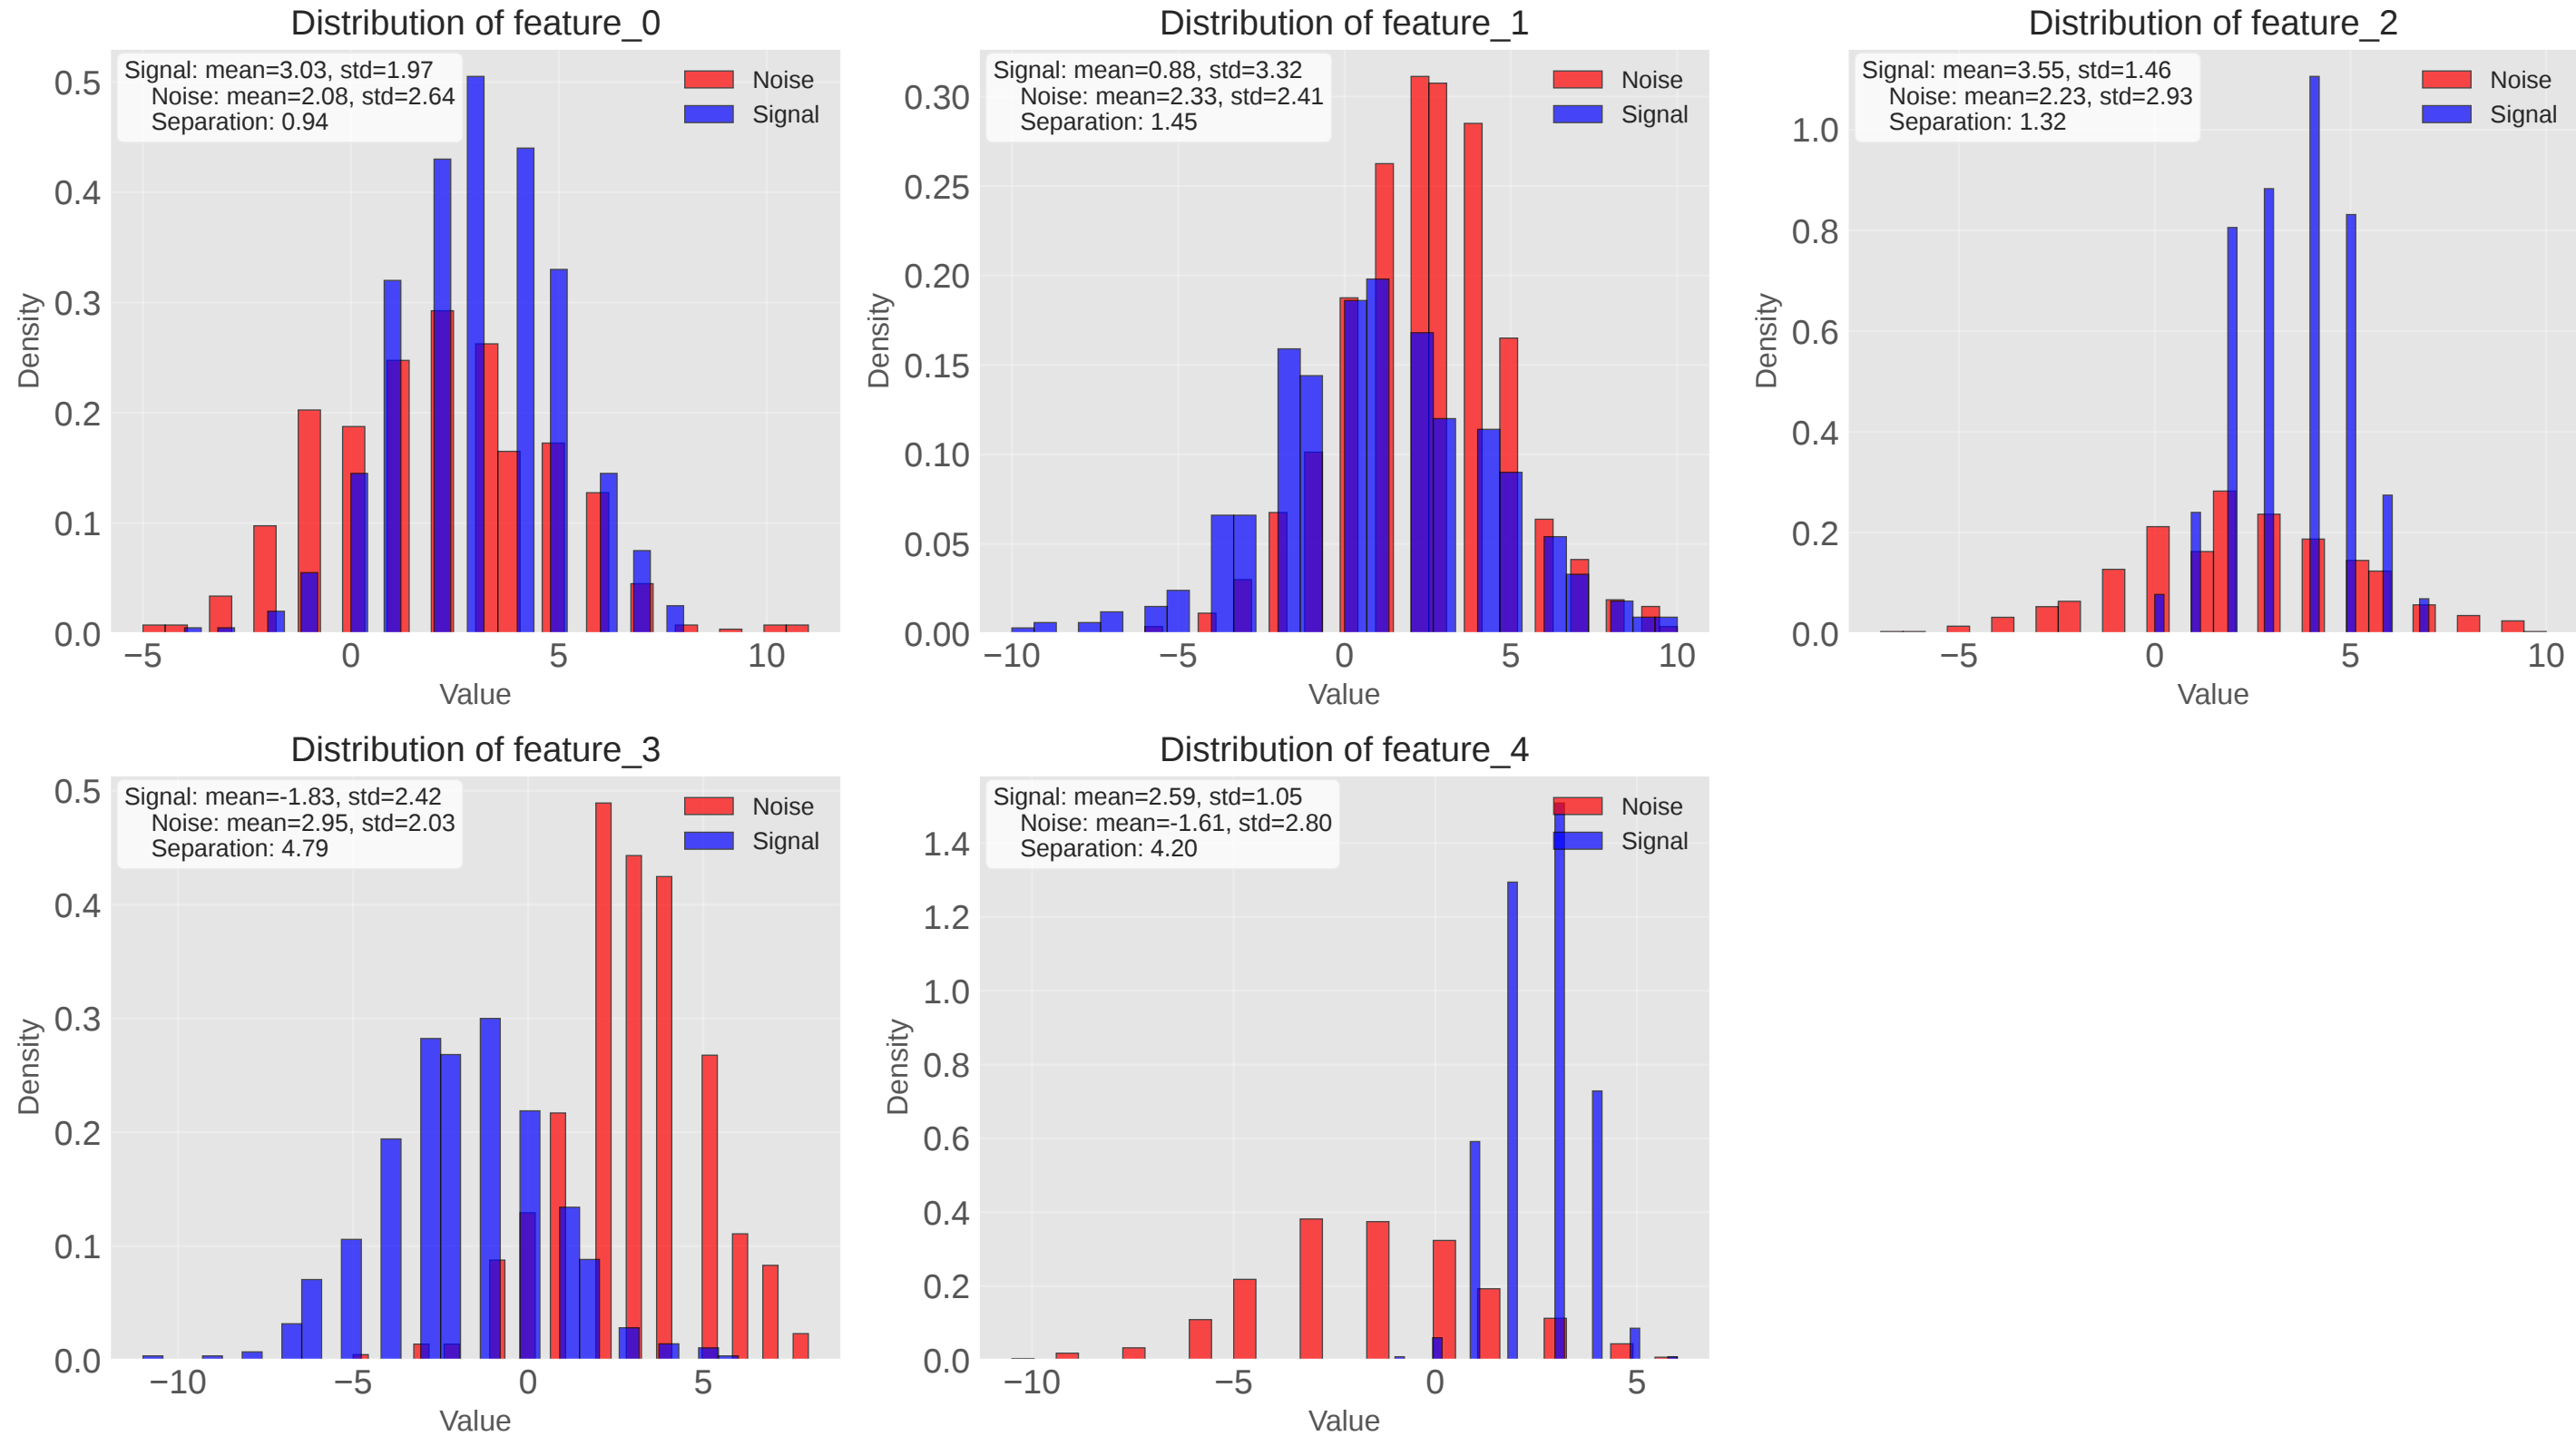 Distribution of feature_0
Signal: mean=3.03, std=1.97
Noise: mean=2.08, std=2.64
Separation: 0.94
Noise
Signal
Density
0.5
0.4
0.3
0.2
0.1
0.0
−5
0
5
10
Value
Distribution of feature_1
Signal: mean=0.88, std=3.32
Noise: mean=2.33, std=2.41
Separation: 1.45
Noise
Signal
Density
0.30
0.25
0.20
0.15
0.10
0.05
0.00
−10
−5
0
5
10
Value
Distribution of feature_2
Signal: mean=3.55, std=1.46
Noise: mean=2.23, std=2.93
Separation: 1.32
Noise
Signal
Density
1.0
0.8
0.6
0.4
0.2
0.0
−5
0
5
10
Value
Distribution of feature_3
Signal: mean=-1.83, std=2.42
Noise: mean=2.95, std=2.03
Separation: 4.79
Noise
Signal
Density
0.5
0.4
0.3
0.2
0.1
0.0
−10
−5
0
5
Value
Distribution of feature_4
Signal: mean=2.59, std=1.05
Noise: mean=-1.61, std=2.80
Separation: 4.20
Noise
Signal
Density
1.4
1.2
1.0
0.8
0.6
0.4
0.2
0.0
−10
−5
0
5
Value